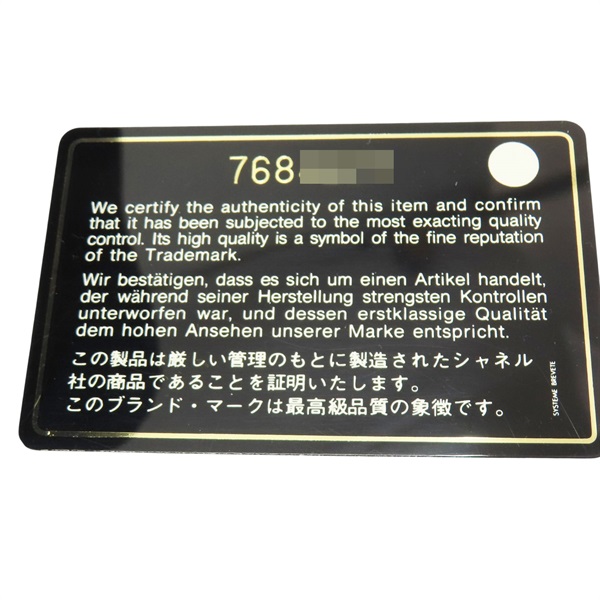 768
We certify the authenticity of this item and confirm
that it has been subjected to the most exacting quality
control. Its high quality is a symbol of the fine reputation
of the Trademark.
Wir bestätigen, dass es sich um einen Artikel handelt,
der während seiner Herstellung strengsten Kontrollen
unterworfen war, und dessen erstklassige Qualität
dem hohen Ansehen unserer Marke entspricht.
この製品は厳しい管理のもとに製造されたシャネル
社の商品であることを証明いたします。
このブランド・マークは最高級品質の象徴です。
SYSTEME BREVETE